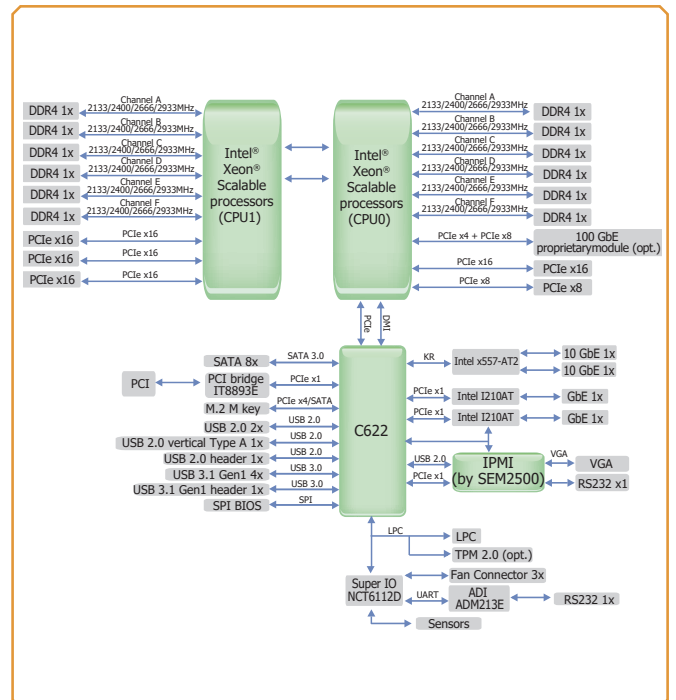 Channel A
DDR4 1x 2133/2400/2666/2933MHz
Channel B
DDR4 1x 2133/2400/2666/2933MHz
Channel C
DDR4 1x 2133/2400/2666/2933MHz
Channel D
DDR4 1x 2133/2400/2666/2933MHz
Channel E
DDR4 1x 2133/2400/2666/2933MHz
Channel F
DDR4 1x 2133/2400/2666/2933MHz
PCIe x16 PCIe x16
PCIe x16 PCIe x16
PCIe x16 PCIe x16
Intel®
Xeon®
Scalable
processors
(CPU1)
Intel®
Xeon®
Scalable
processors
(CPU0)
Channel A
2133/2400/2666/2933MHz DDR4 1x
Channel B
2133/2400/2666/2933MHz DDR4 1x
Channel C
2133/2400/2666/2933MHz DDR4 1x
Channel D
2133/2400/2666/2933MHz DDR4 1x
Channel E
2133/2400/2666/2933MHz DDR4 1x
Channel F
2133/2400/2666/2933MHz DDR4 1x
PCIe x4 + PCIe x8 100 GbE
proprietarymodule (opt.)
PCIe x16 PCIe x16
PCIe x8 PCIe x8
PCIe
DMI
SATA 8x SATA 3.0
PCI
PCI bridge
IT8893E
PCIe x1
M.2 M key PCIe x4/SATA
USB 2.0 2x USB 2.0
USB 2.0 vertical Type A 1x USB 2.0
USB 2.0 header 1x USB 2.0
USB 3.1 Gen1 4x USB 3.0
USB 3.1 Gen1 header 1x USB 3.0
SPI BIOS SPI
C622
KR Intel x557-AT2 10 GbE 1x
10 GbE 1x
PCIe x1 Intel I210AT GbE 1x
PCIe x1 Intel I210AT GbE 1x
USB 2.0
PCIe x1
IPMI
(by SEM2500)
VGA VGA
RS232 x1
LPC LPC
TPM 2.0 (opt.)
Super IO
NCT6112D
Fan Connector 3x
UART
ADI
ADM213E
RS232 1x
Sensors